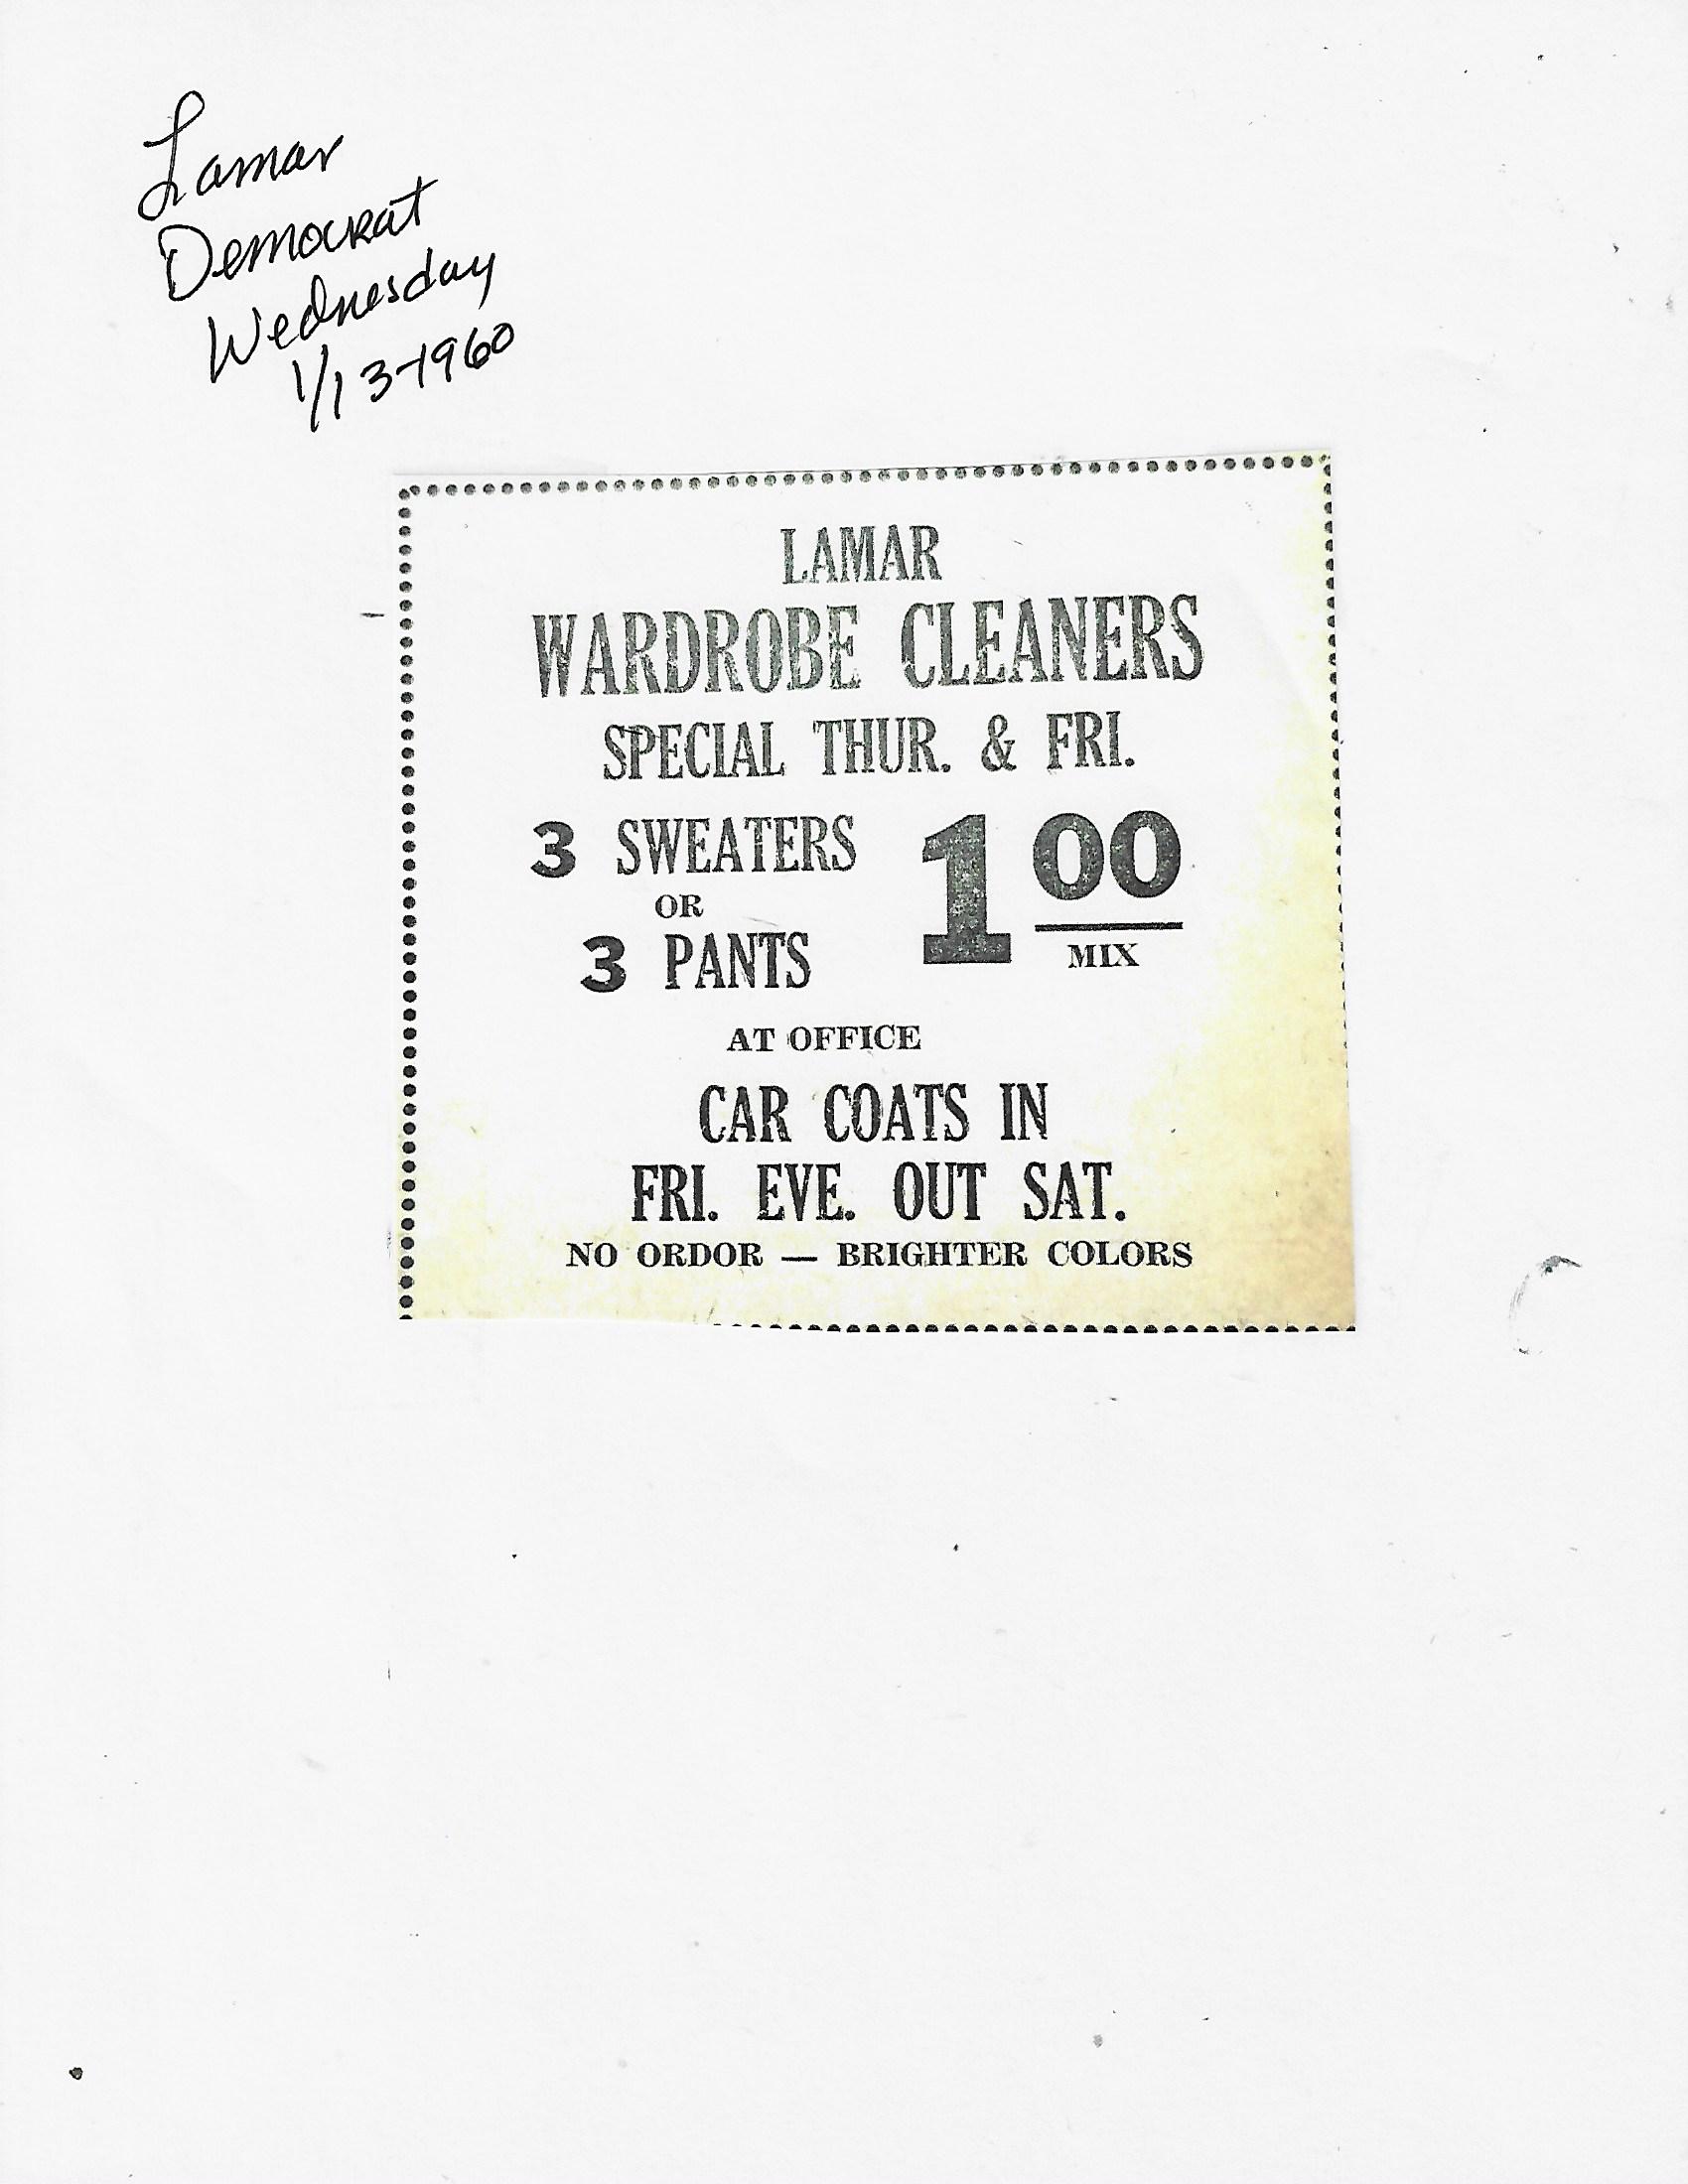 Lamar
Democrat
Wednesday
1/13-1960
LAMAR
WARDROBE CLEANERS
SPECIAL THUR. & FRI.
3 SWEATERS
OR
3 PANTS
1 00
MIX
AT OFFICE
CAR COATS IN
FRI. EVE. OUT SAT.
NO ORDOR — BRIGHTER COLORS